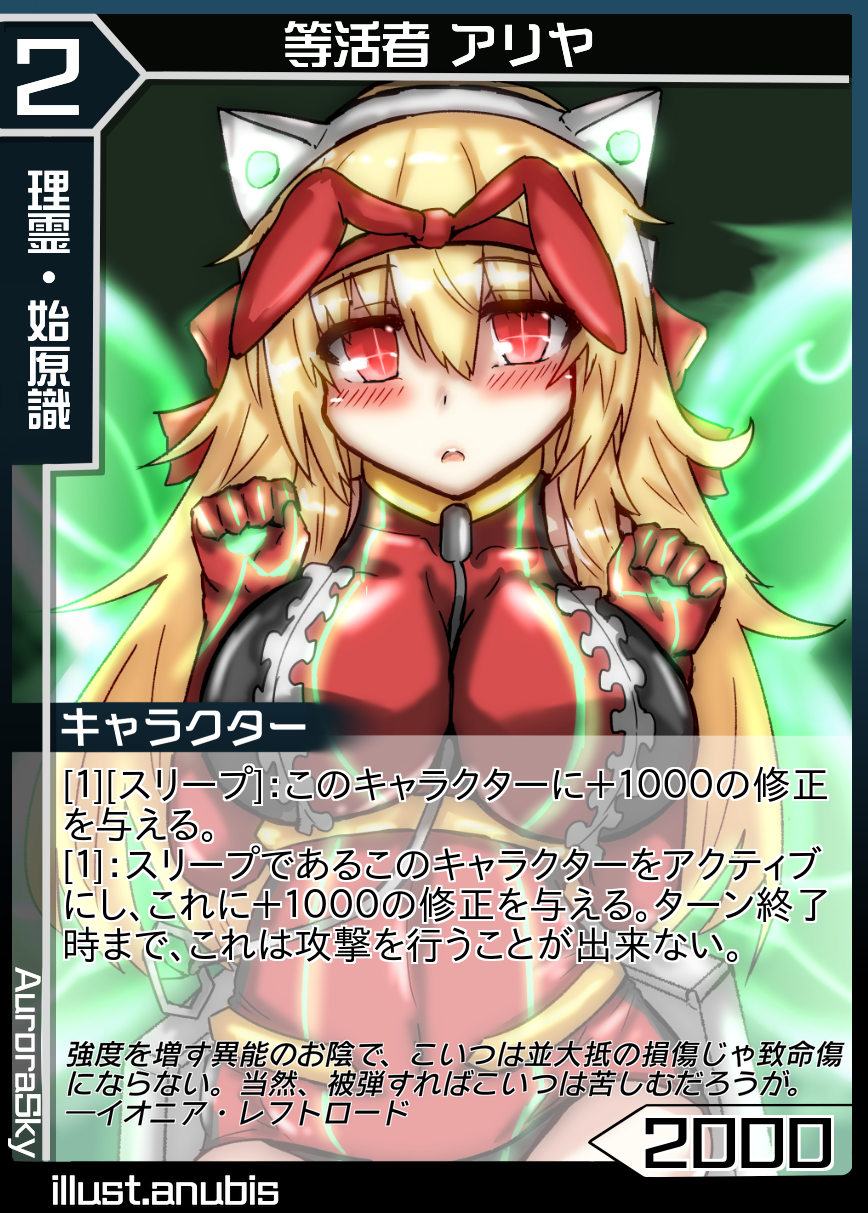 2
等活者 アリヤ
理霊・始原識
キャラクター
[1][スリープ]:このキャラクターに+1000の修正
を与える。
[1]:スリープであるこのキャラクターをアクティブ
にし、これに+1000の修正を与える。ターン終了
時まで、これは攻撃を行うことが出来ない。
強度を増す異能のお陰で、こいつは並大抵の損傷じゃ致命傷
にならない。当然、被弾すればこいつは苦しむだろうが。
―イオニア・レフトロード
2000
AuroraSky
illust.anubis